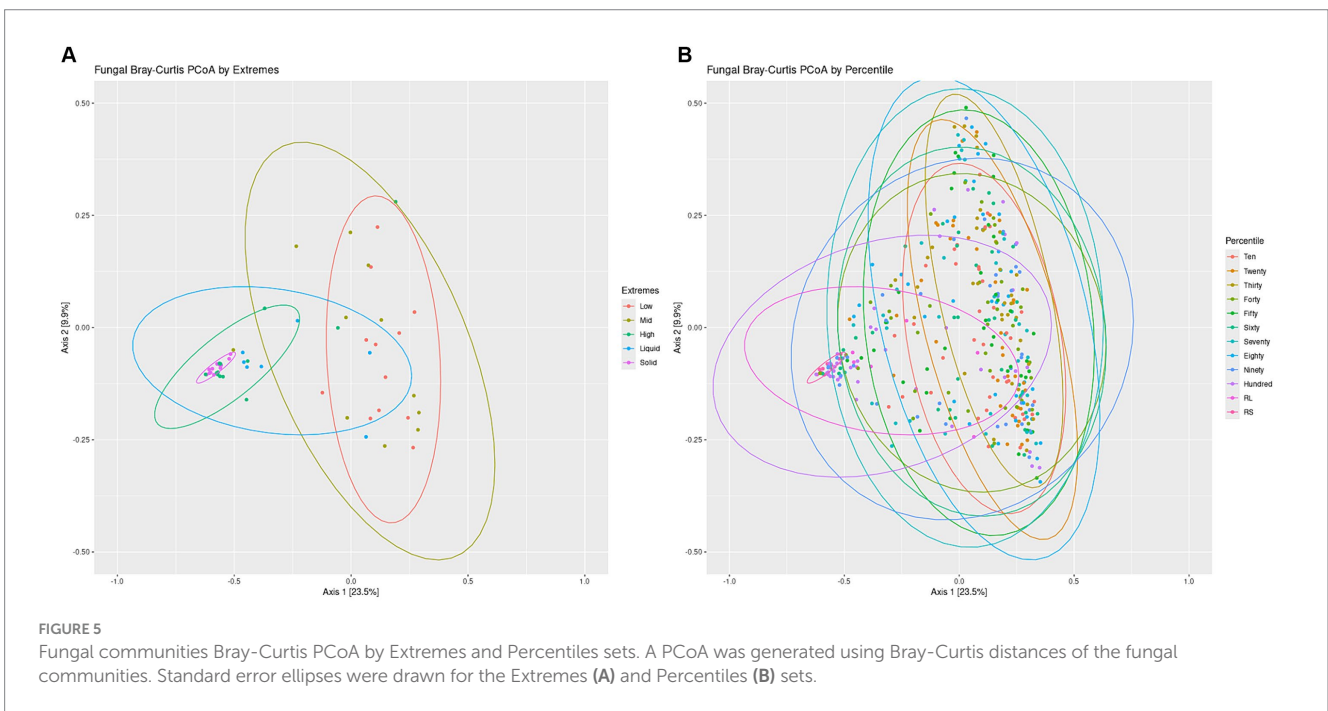 A
Fungal Bray-Curtis PCoA by Extremes
0.50
0.25
0.00
-0.25
-0.50
Axis 2 [9.9%]
-1.0 -0.5 0.0 0.5 1.0
Axis 1 [23.5%]
Extremes
Low
Mid
High
Liquid
Solid
B
Fungal Bray-Curtis PCoA by Percentile
0.50
0.25
0.00
-0.25
-0.50
Axis 2 [9.9%]
-1.0 -0.5 0.0 0.5 1.0
Axis 1 [23.5%]
Percentile
Ten
Twenty
Thirty
Forty
Fifty
Sixty
Seventy
Eighty
Ninety
Hundred
RL
RS
FIGURE 5
Fungal communities Bray-Curtis PCoA by Extremes and Percentiles sets. A PCoA was generated using Bray-Curtis distances of the fungal
communities. Standard error ellipses were drawn for the Extremes (A) and Percentiles (B) sets.